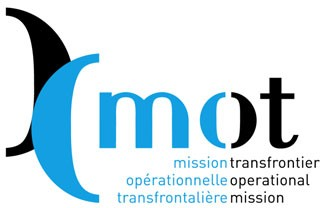 mot
mission transfrontier
opérationnelle operational
transfrontalière mission